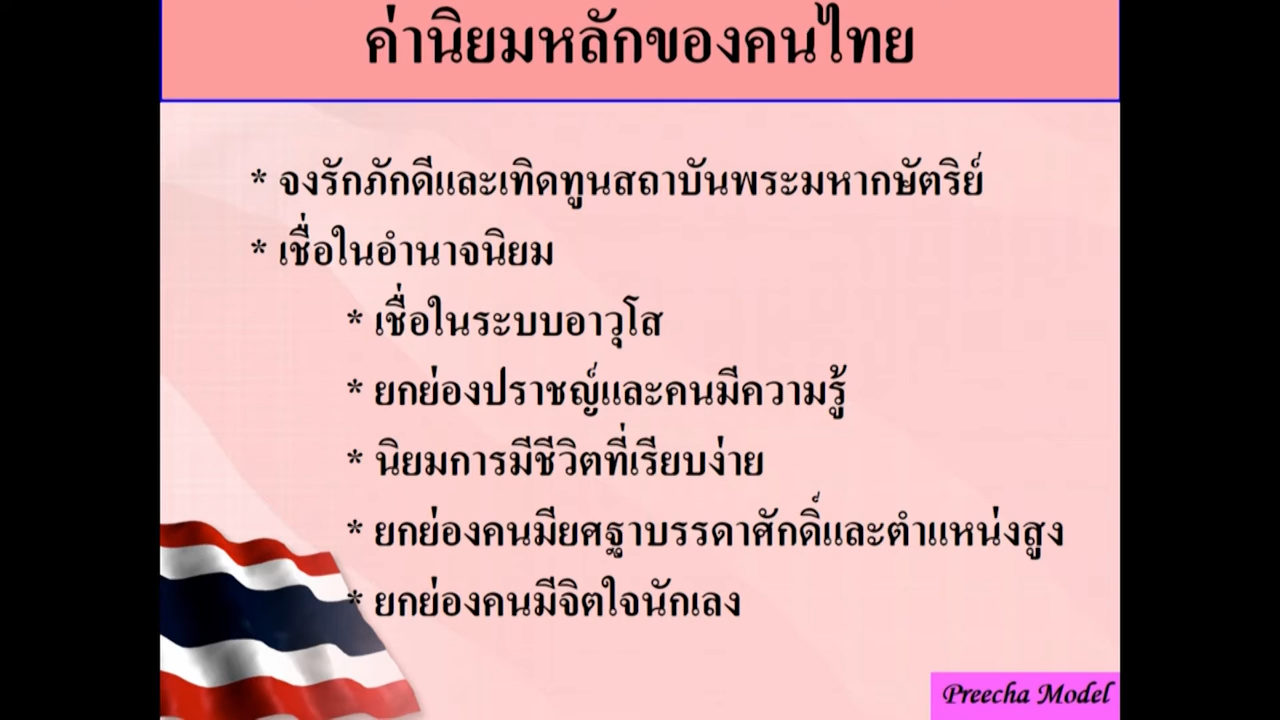 ค่านิยมหลักของคนไทย
* จงรักภักดีและเทิดทูนสถาบันพระมหากษัตริย์
* เชื่อในอำนาจนิยม
* เชื่อในระบบอาวุโส
* ยกย่องปราชญ์และคนมีความรู้
* นิยมการมีชีวิตที่เรียบง่าย
* ยกย่องคนมียศฐาบรรดาศักดิ์และตำแหน่งสูง
* ยกย่องคนมีจิตใจนักเลง
Preecha Model